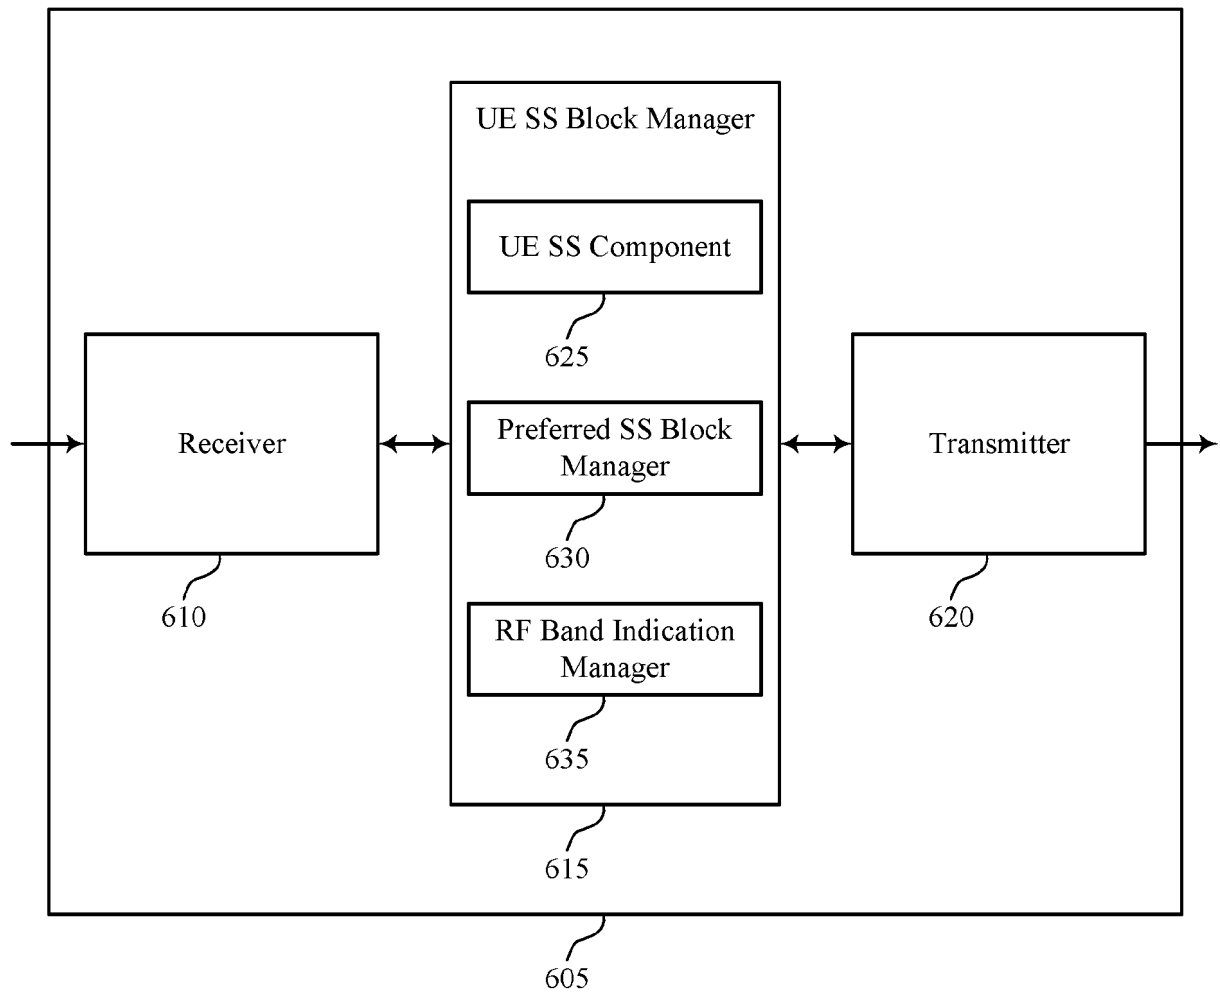 UE SS Block Manager
UE SS Component
625
Receiver
610
Preferred SS Block
Manager
630
Transmitter
620
RF Band Indication
Manager
635
615
605